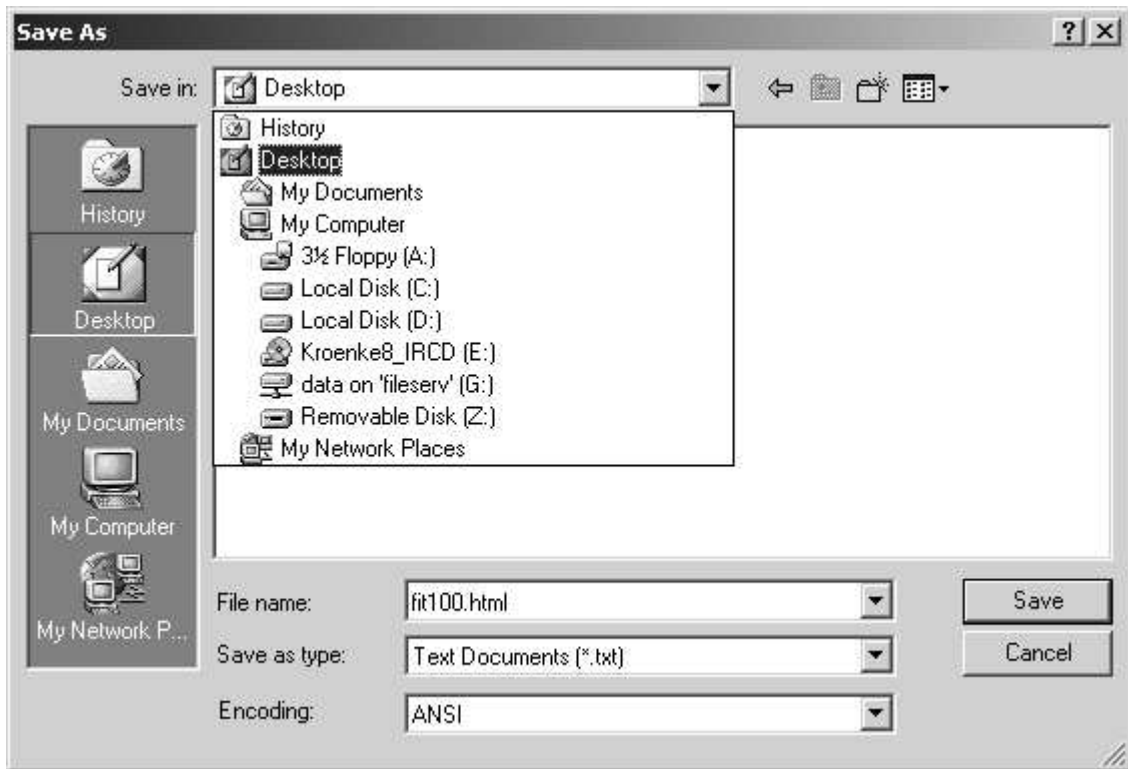 Save As
Save in: Desktop
History
Desktop
My Documents
My Computer
3½ Floppy (A:)
Local Disk (C:)
Local Disk (D:)
Kroenke8_IRCD (E:)
data on 'fileserv' (G:)
Removable Disk (Z:)
My Network Places
History
Desktop
My Documents
My Computer
My Network P...
File name: fit100.html
Save
Save as type: Text Documents (*.txt)
Cancel
Encoding: ANSI